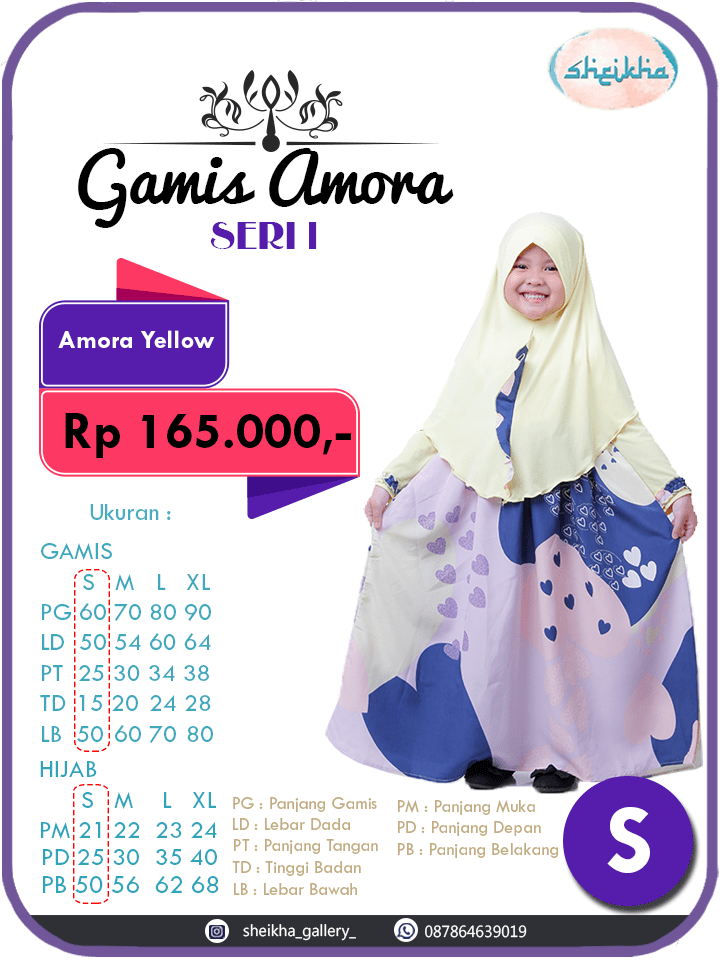 sheikha
Gamis Amora
SERI I
Amora Yellow
Rp 165.000,-
Ukuran :
GAMIS
S M L XL
PG 60 70 80 90
LD 50 54 60 64
PT 25 30 34 38
TD 15 20 24 28
LB 50 60 70 80
HIJAB
S M L XL
PM 21 22 23 24
PD 25 30 35 40
PB 50 56 62 68
PG : Panjang Gamis
LD : Lebar Dada
PT : Panjang Tangan
TD : Tinggi Badan
LB : Lebar Bawah
PM : Panjang Muka
PD : Panjang Depan
PB : Panjang Belakang
S
sheikha_gallery_ 087864639019